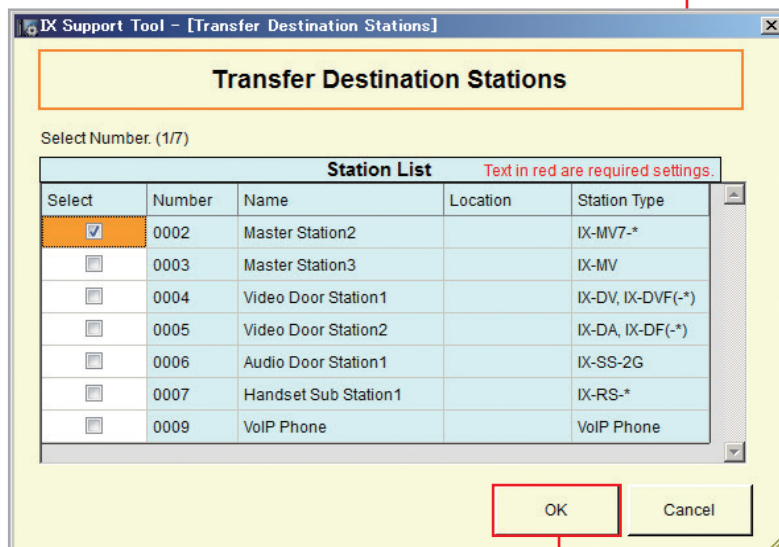 IX Support Tool - [Transfer Destination Stations]
Transfer Destination Stations
Select Number. (1/7)
Station List Text in red are required settings.
Select Number Name Location Station Type
0002 Master Station2 IX-MV7-*
0003 Master Station3 IX-MV
0004 Video Door Station1 IX-DV, IX-DVF(-*)
0005 Video Door Station2 IX-DA, IX-DF(-*)
0006 Audio Door Station1 IX-SS-2G
0007 Handset Sub Station1 IX-RS-*
0009 VoIP Phone VoIP Phone
OK Cancel